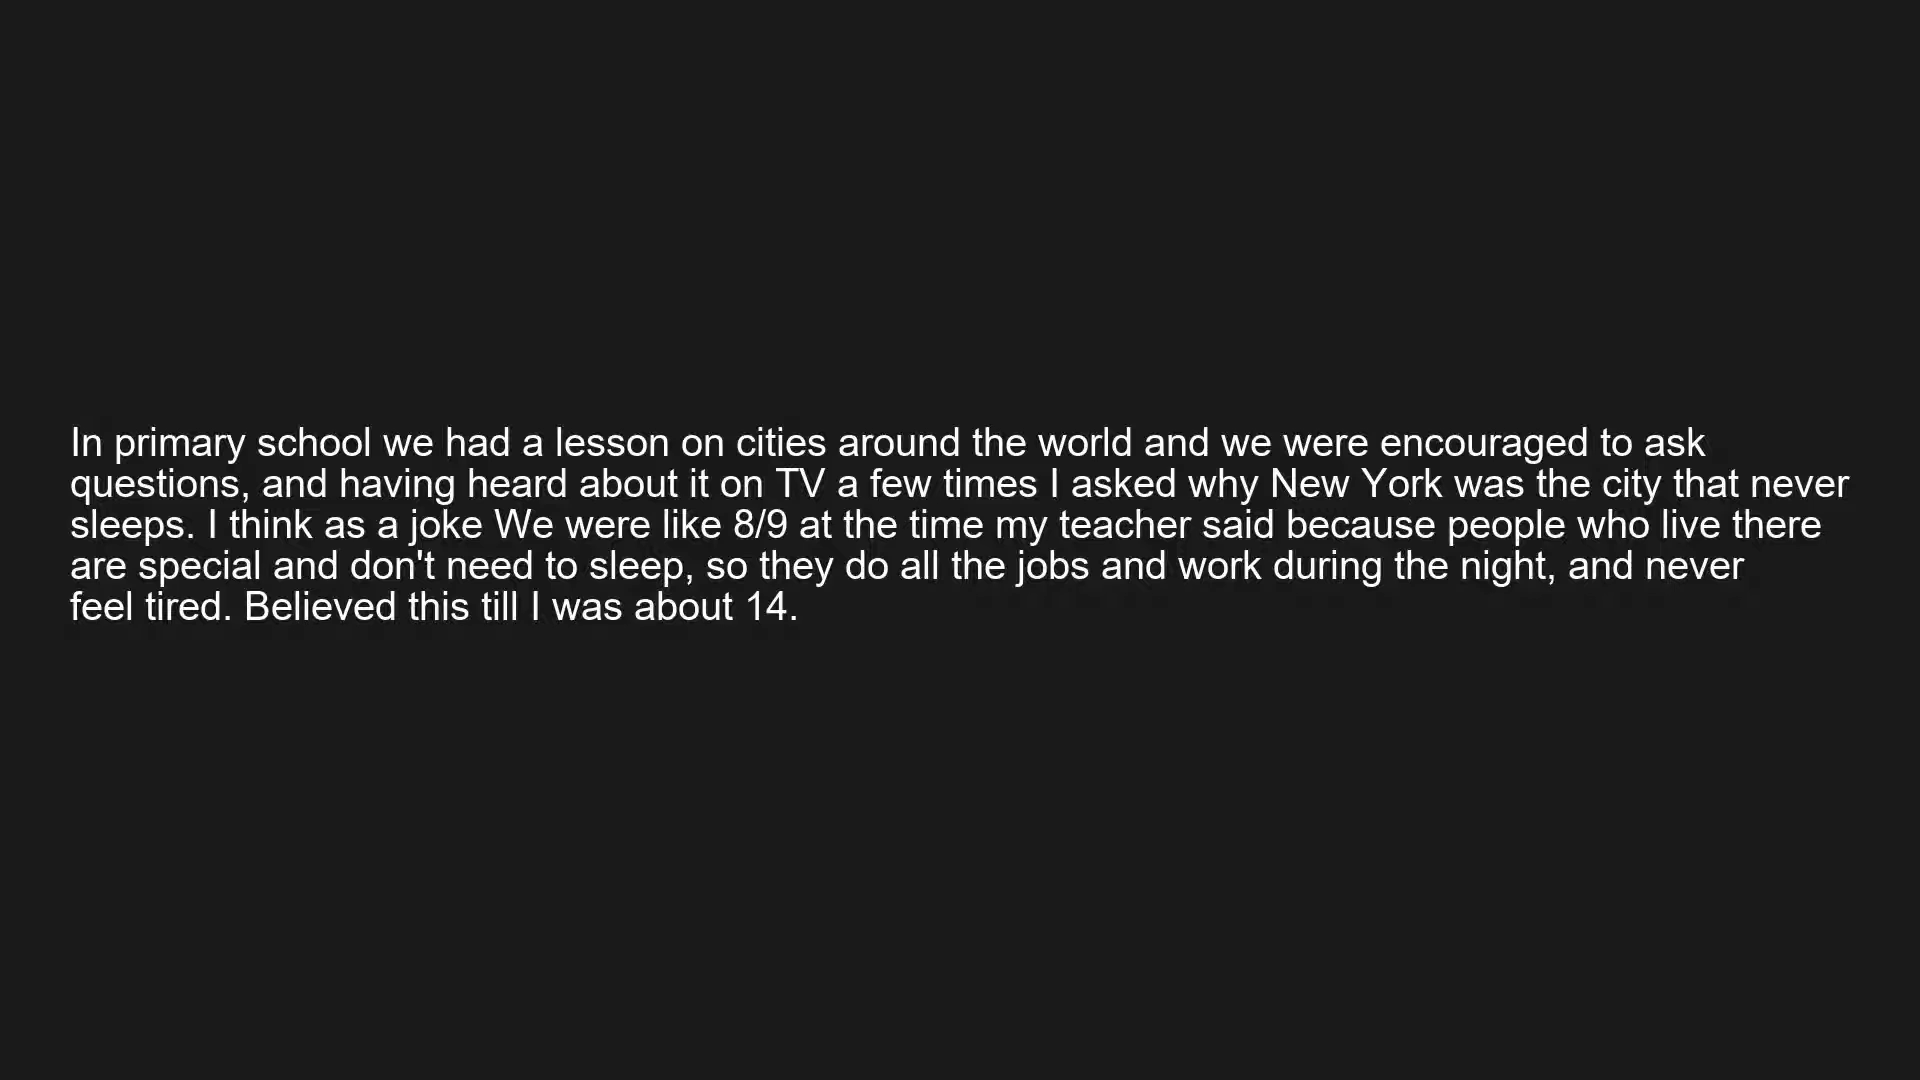 In primary school we had a lesson on cities around the world and we were encouraged to ask
questions, and having heard about it on TV a few times I asked why New York was the city that never
sleeps. I think as a joke We were like 8/9 at the time my teacher said because people who live there
are special and don't need to sleep, so they do all the jobs and work during the night, and never
feel tired. Believed this till I was about 14.